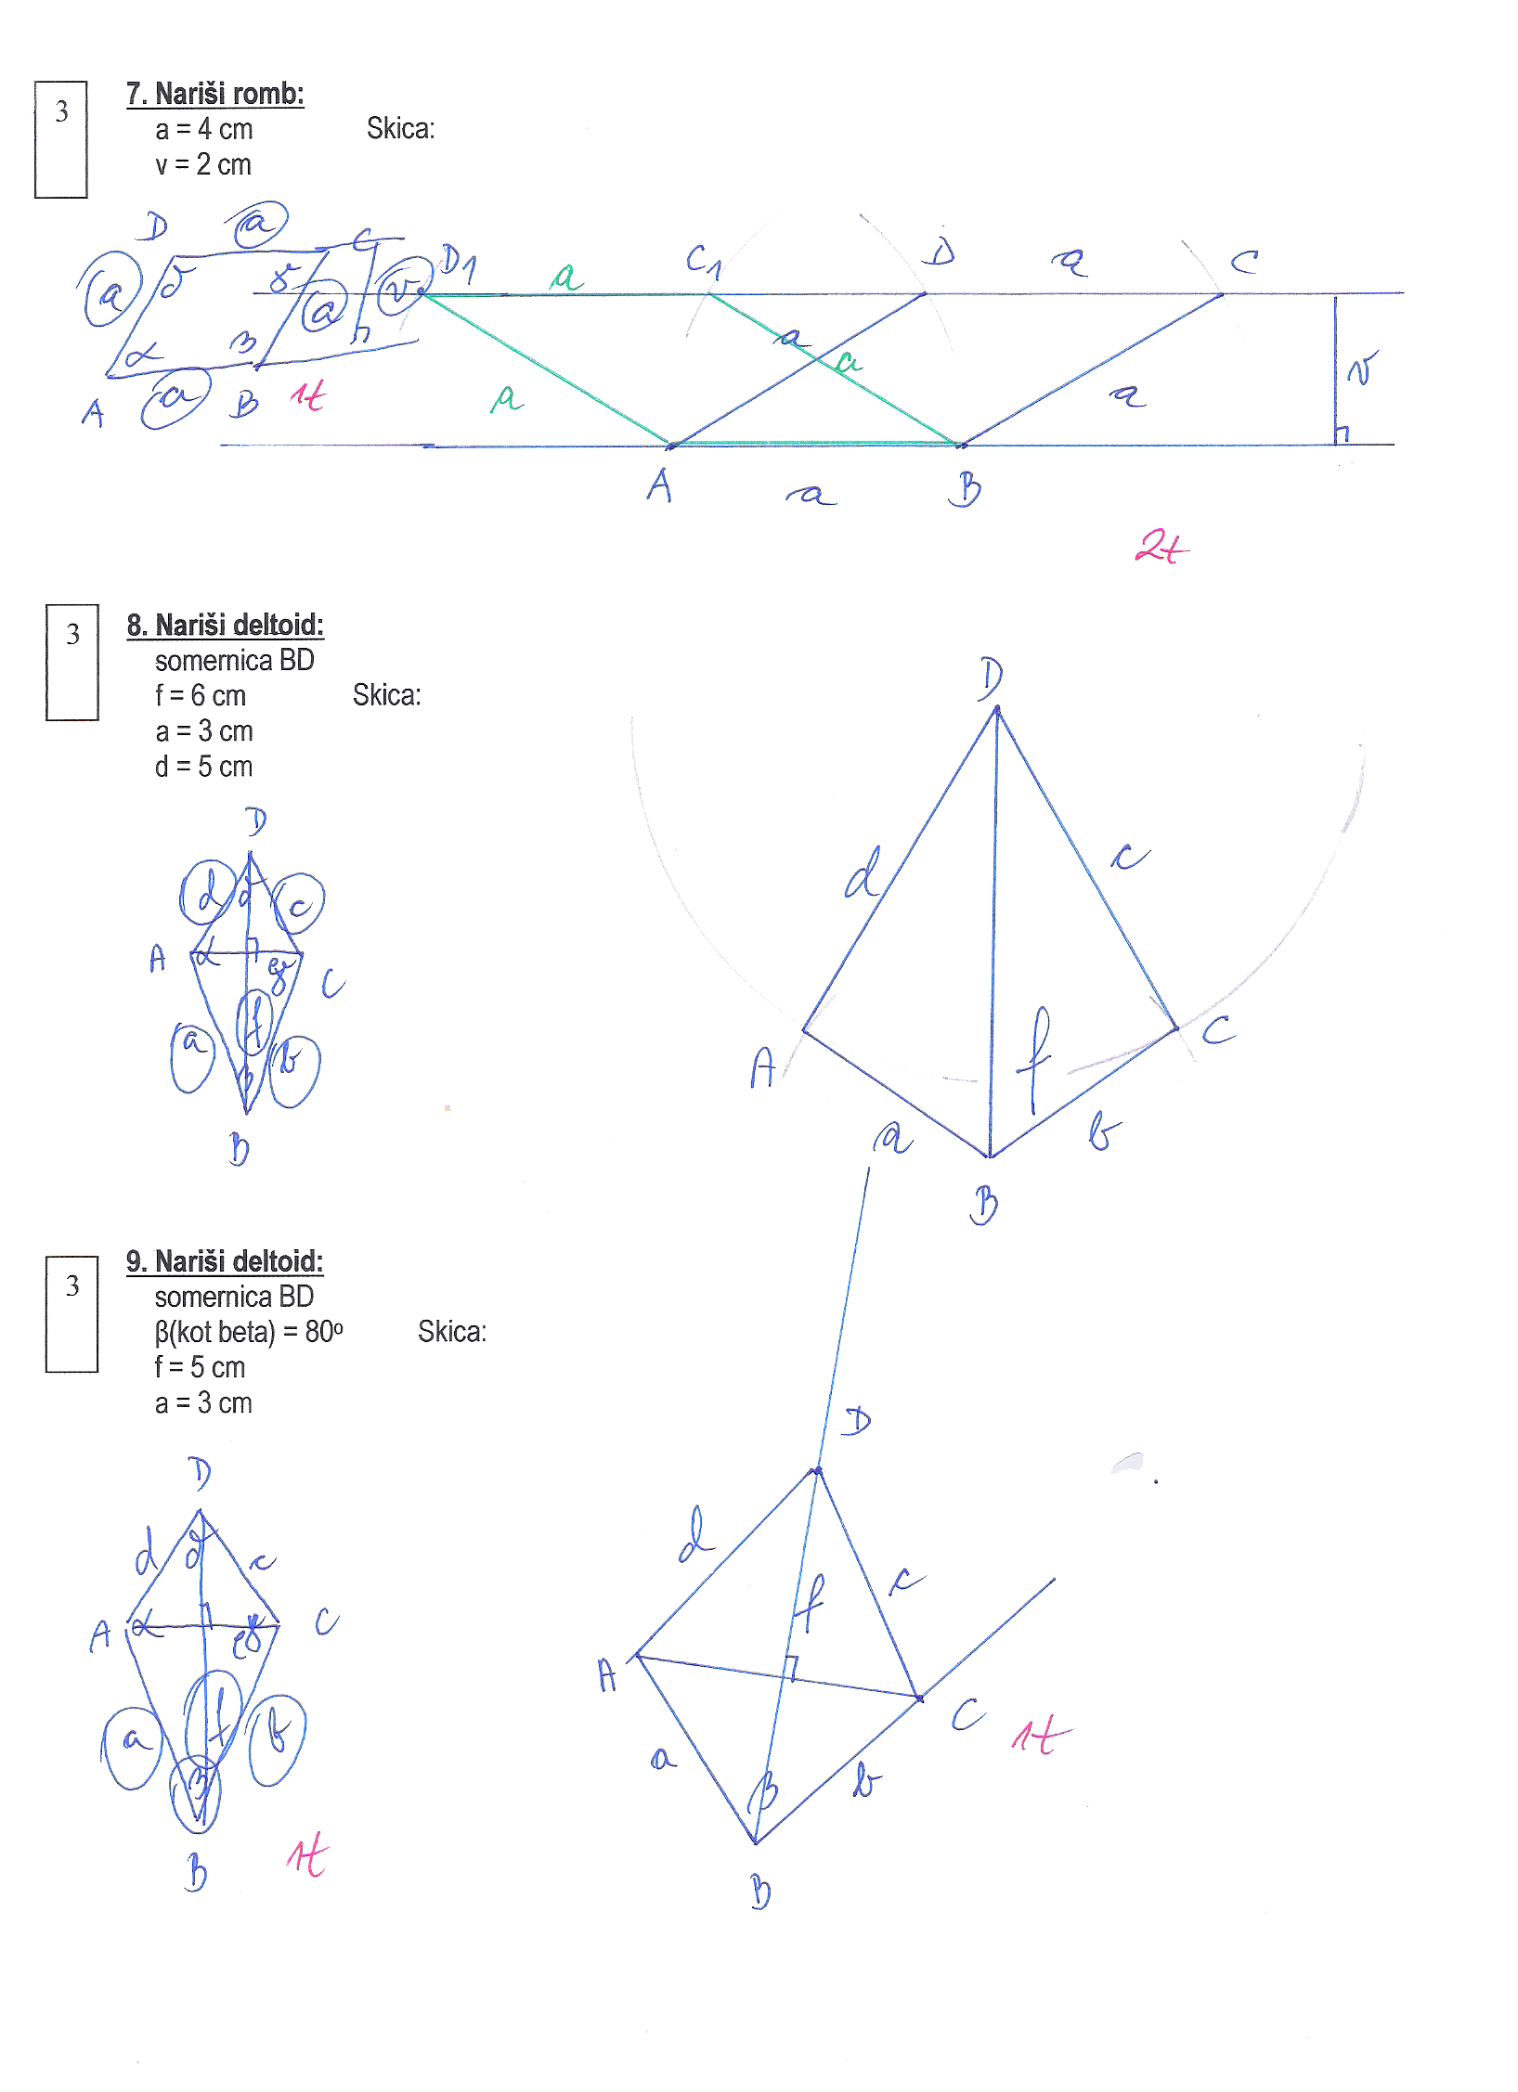 3
7. Nariši romb:
a = 4 cm Skica:
v = 2 cm
D a C
a δ γ a v
α β
A a B 1t
D1 a C1 D a C
a a a a v
A a B
2t
3
8. Nariši deltoid:
somernica BD
f = 6 cm Skica:
a = 3 cm
d = 5 cm
D
d δ c
A α γ C
a f b
β
B
D
d c
A f C
a b
B
3
9. Nariši deltoid:
somernica BD
β(kot beta) = 80º Skica:
f = 5 cm
a = 3 cm
D
d δ c
A α γ C
a f b
β
B 1t
D
d f c
A C 1t
a β b
B